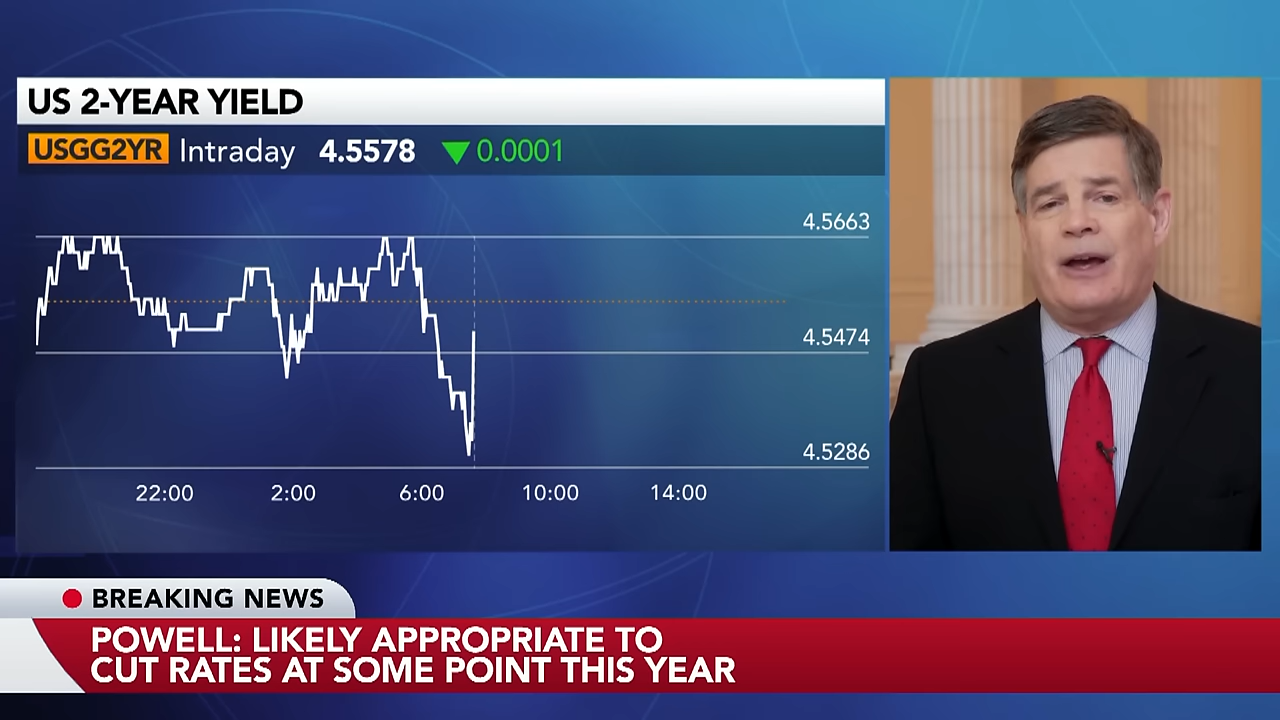 US 2-YEAR YIELD
USGG2YR Intraday 4.5578 ▼0.0001
4.5663
4.5474
4.5286
22:00 2:00 6:00 10:00 14:00
BREAKING NEWS
POWELL: LIKELY APPROPRIATE TO
CUT RATES AT SOME POINT THIS YEAR